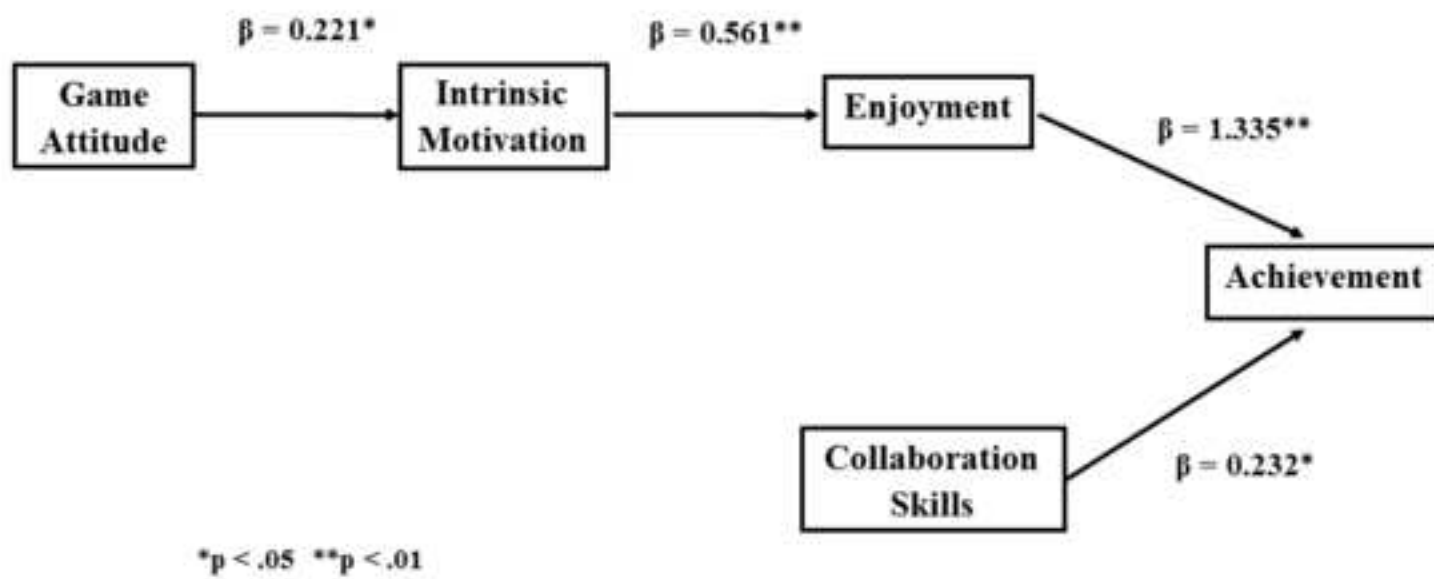 β = 0.221*
β = 0.561**
Game
Attitude
Intrinsic
Motivation
Enjoyment
β = 1.335**
Achievement
Collaboration
Skills
β = 0.232*
*p < .05 **p < .01